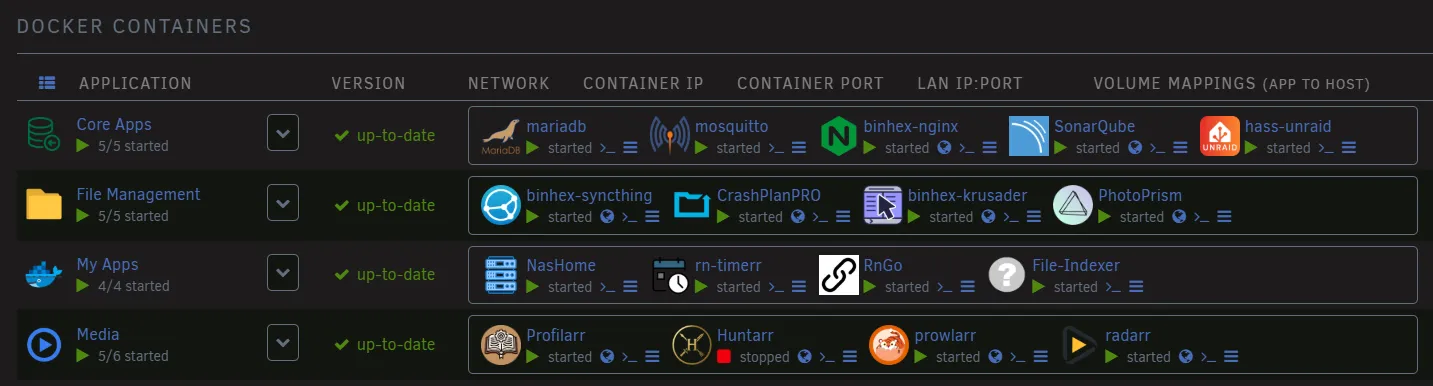 DOCKER CONTAINERS
APPLICATION VERSION NETWORK CONTAINER IP CONTAINER PORT LAN IP:PORT VOLUME MAPPINGS (APP TO HOST)
Core Apps
5/5 started
up-to-date
MariaDB
mariadb
started >_
mosquitto
started >_
N
binhex-nginx
started >_
SonarQube
started >_
UNRAID
hass-unraid
started >_
File Management
5/5 started
up-to-date
binhex-syncthing
started >_
CrashPlanPRO
started >_
binhex-krusader
started >_
PhotoPrism
started >_
My Apps
4/4 started
up-to-date
NasHome
started >_
rn-timerr
started >_
RnGo
started >_
?
File-Indexer
started >_
Media
5/6 started
up-to-date
Profilarr
started >_
H
Huntarr
stopped >_
prowlarr
started >_
radarr
started >_